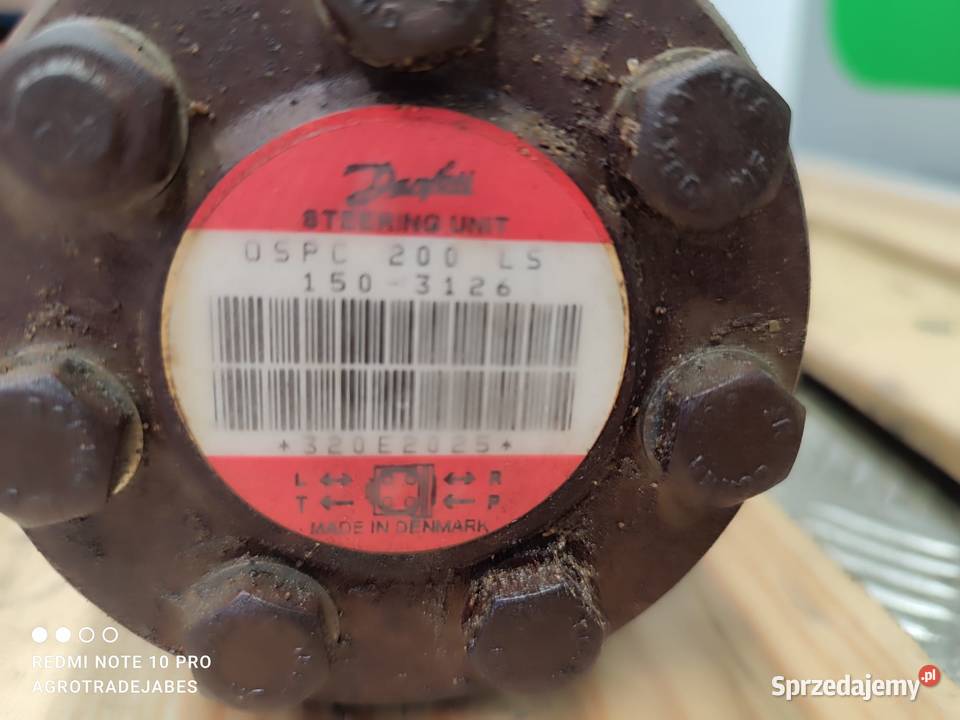 Danfoss
STEERING UNIT
OSPC 200 LS
150-3126
*320E2025*
L R
T P
MADE IN DENMARK
REDMI NOTE 10 PRO
AGROTRADEJABES
Sprzedajemy.pl